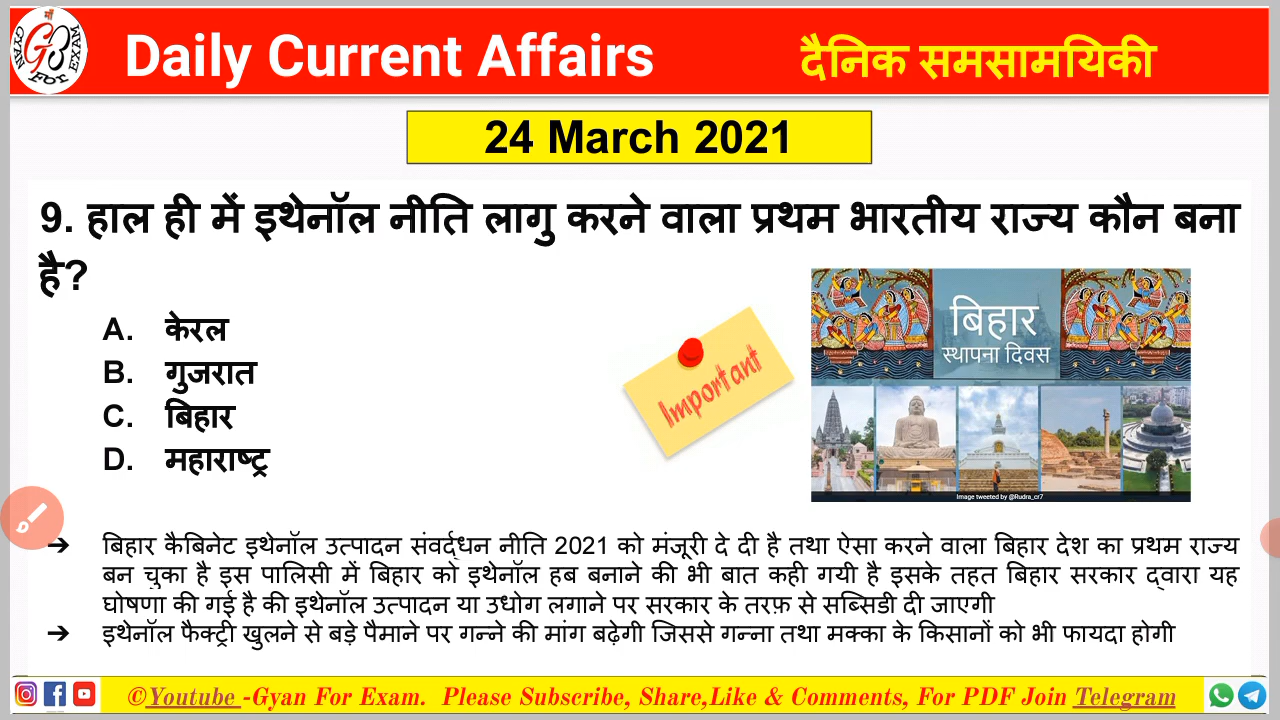 माँ
GYAN For EXAM
Daily Current Affairs
दैनिक समसामयिकी
24 March 2021
9. हाल ही में इथेनॉल नीति लागु करने वाला प्रथम भारतीय राज्य कौन बना
है?
A. केरल
B. गुजरात
C. बिहार
D. महाराष्ट्र
Important
बिहार
स्थापना दिवस
Image tweeted by @Rudra_cr7
➔ बिहार कैबिनेट इथेनॉल उत्पादन संवर्द्धन नीति 2021 को मंजूरी दे दी है तथा ऐसा करने वाला बिहार देश का प्रथम राज्य
बन चुका है इस पालिसी में बिहार को इथेनॉल हब बनाने की भी बात कही गयी है इसके तहत बिहार सरकार द्वारा यह
घोषणा की गई है की इथेनॉल उत्पादन या उधोग लगाने पर सरकार के तरफ़ से सब्सिडी दी जाएगी
➔ इथेनॉल फैक्ट्री खुलने से बड़े पैमाने पर गन्ने की मांग बढ़ेगी जिससे गन्ना तथा मक्का के किसानों को भी फायदा होगी
©Youtube -Gyan For Exam. Please Subscribe, Share,Like & Comments, For PDF Join Telegram